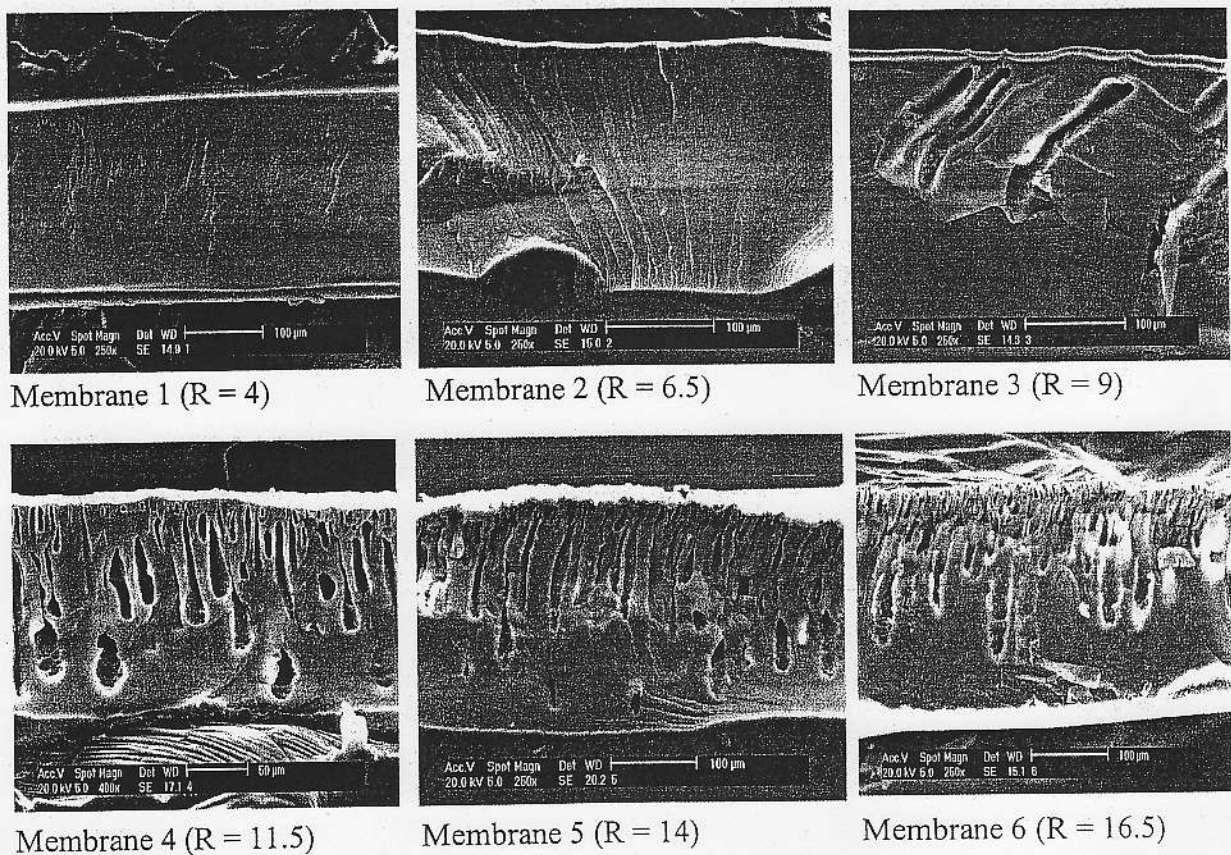 Acc.V Spot Magn Det WD 100 µm
20.0 kV 5.0 250x SE 14.9 1
Membrane 1 (R = 4)
Acc.V Spot Magn Det WD 100 µm
20.0 kV 5.0 250x SE 15.0 2
Membrane 2 (R = 6.5)
Acc.V Spot Magn Det WD 100 µm
20.0 kV 5.0 250x SE 14.3 3
Membrane 3 (R = 9)
Acc.V Spot Magn Det WD 50 µm
20.0 kV 5.0 400x SE 17.1 4
Membrane 4 (R = 11.5)
Acc.V Spot Magn Det WD 100 µm
20.0 kV 5.0 250x SE 20.2 5
Membrane 5 (R = 14)
Acc.V Spot Magn Det WD 100 µm
20.0 kV 5.0 250x SE 15.1 6
Membrane 6 (R = 16.5)